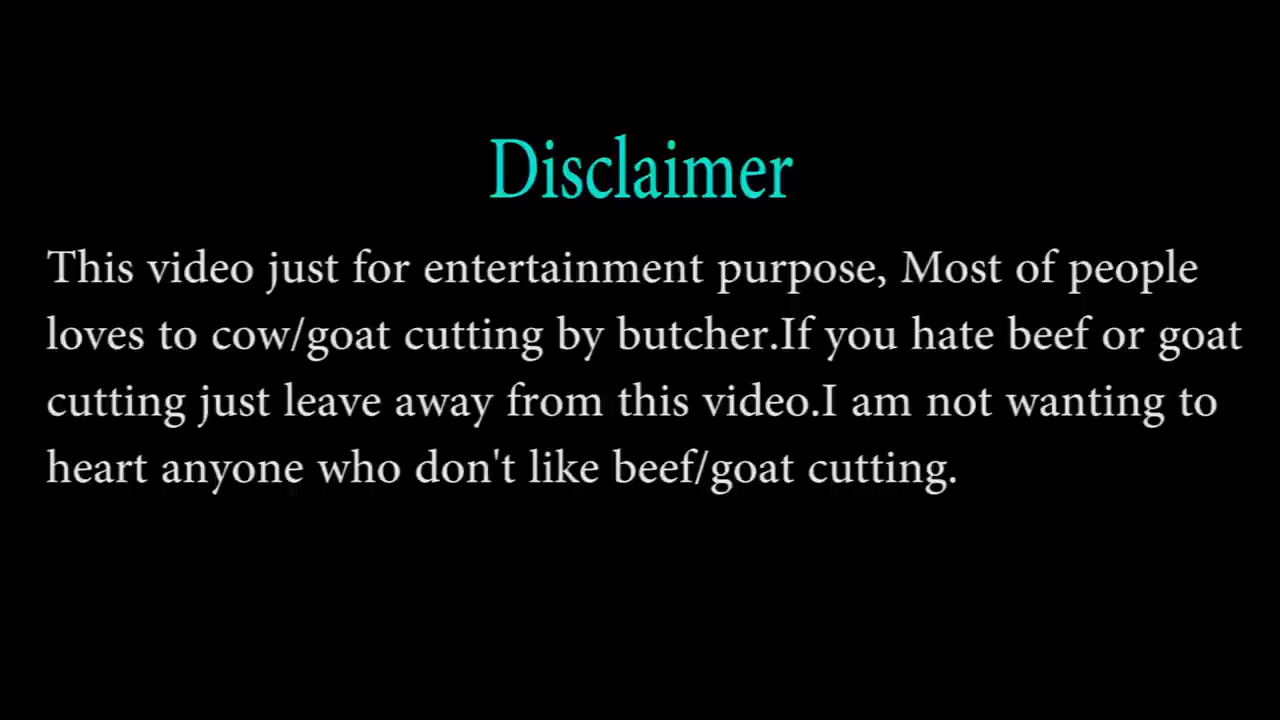 Disclaimer
This video just for entertainment purpose, Most of people
loves to cow/goat cutting by butcher.If you hate beef or goat
cutting just leave away from this video.I am not wanting to
heart anyone who don't like beef/goat cutting.